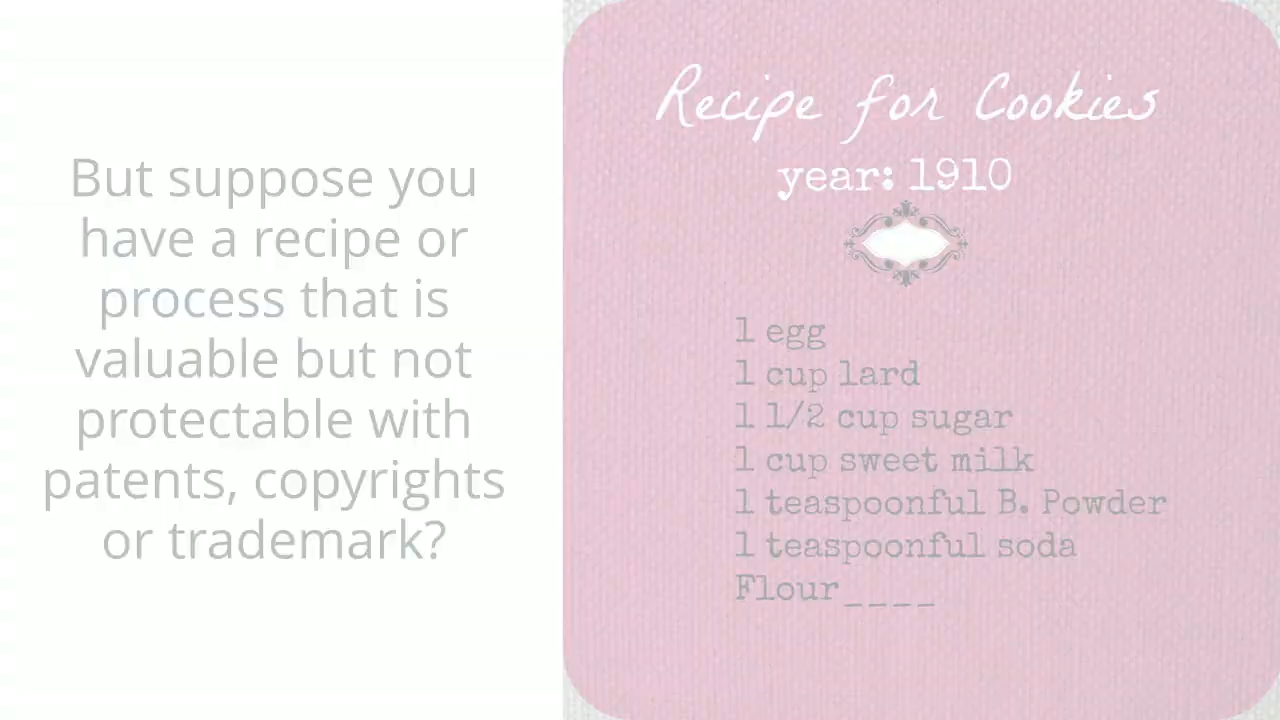 But suppose you
have a recipe or
process that is
valuable but not
protectable with
patents, copyrights
or trademark?
Recipe for Cookies
year: 1910
1 egg
1 cup lard
1 1/2 cup sugar
1 cup sweet milk
1 teaspoonful B. Powder
1 teaspoonful soda
Flour____